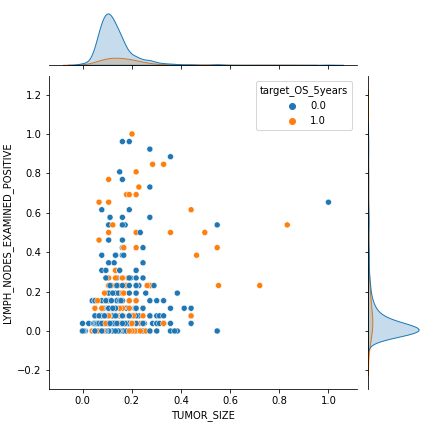 target_OS_5years
0.0
1.0
1.2
1.0
0.8
0.6
0.4
0.2
0.0
−0.2
LYMPH_NODES_EXAMINED_POSITIVE
0.0 0.2 0.4 0.6 0.8 1.0
TUMOR_SIZE